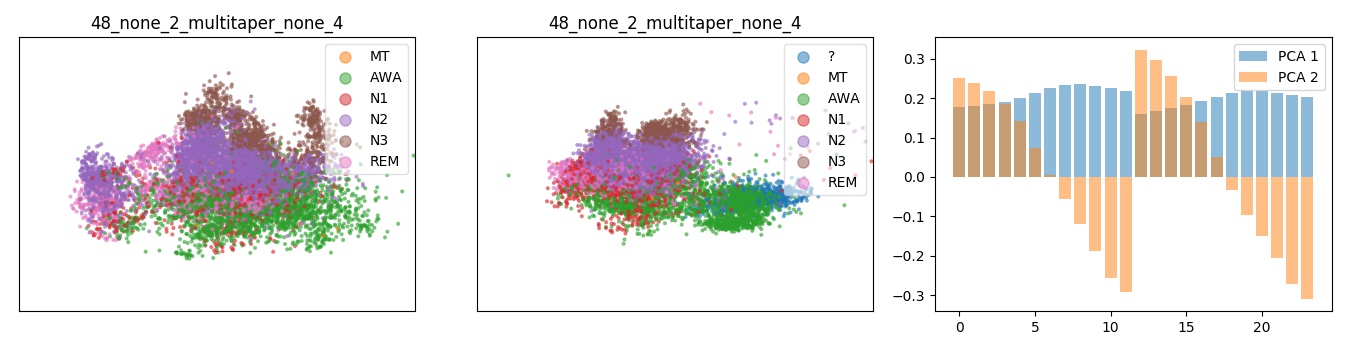 48_none_2_multitaper_none_4
MT
AWA
N1
N2
N3
REM
48_none_2_multitaper_none_4
?
MT
AWA
N1
N2
N3
REM
PCA 1
PCA 2
0.3
0.2
0.1
0.0
−0.1
−0.2
−0.3
0 5 10 15 20